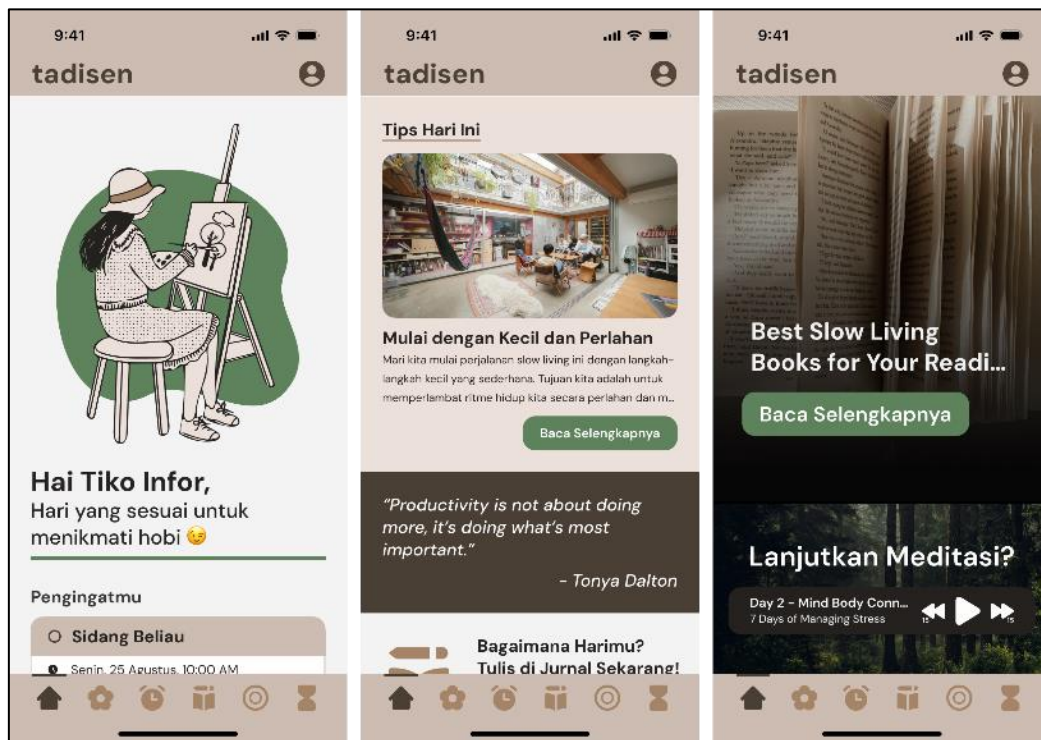 9:41
tadisen
Hai Tiko Infor,
Hari yang sesuai untuk
menikmati hobi 😉
Pengingatmu
Sidang Beliau
Senin, 25 Agustus, 10:00 AM
9:41
tadisen
Tips Hari Ini
Mulai dengan Kecil dan Perlahan
Mari kita mulai perjalanan slow living ini dengan langkah-
langkah kecil yang sederhana. Tujuan kita adalah untuk
memperlambat ritme hidup kita secara perlahan dan m...
Baca Selengkapnya
“Productivity is not about doing
more, it’s doing what’s most
important.”
- Tonya Dalton
Bagaimana Harimu?
Tulis di Jurnal Sekarang!
9:41
tadisen
Best Slow Living
Books for Your Readi...
Baca Selengkapnya
Lanjutkan Meditasi?
Day 2 - Mind Body Conn...
7 Days of Managing Stress
15
15